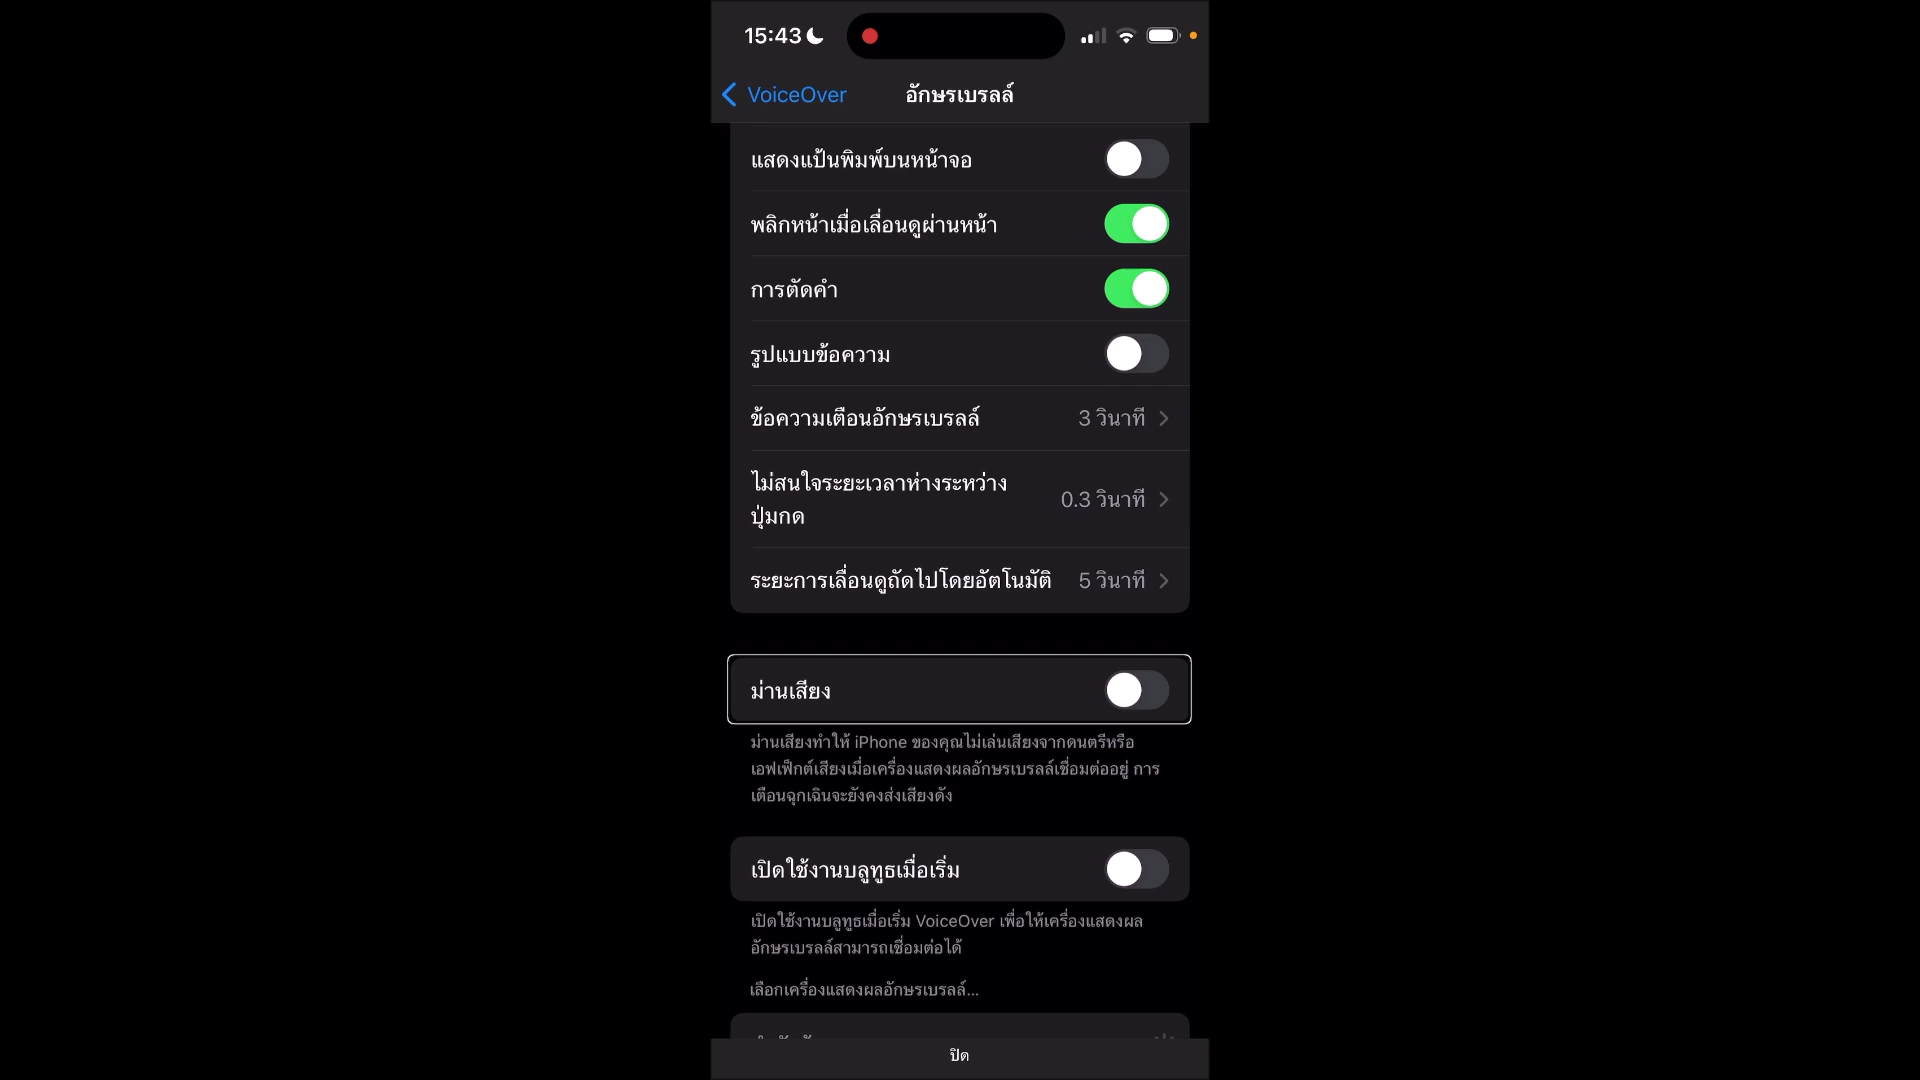 15:43
VoiceOver
อักษรเบรลล์
แสดงแป้นพิมพ์บนหน้าจอ
พลิกหน้าเมื่อเลื่อนดูผ่านหน้า
การตัดคำ
รูปแบบข้อความ
ข้อความเตือนอักษรเบรลล์ 3 วินาที
ไม่สนใจระยะเวลาห่างระหว่าง
ปุ่มกด
0.3 วินาที
ระยะการเลื่อนดูถัดไปโดยอัตโนมัติ 5 วินาที
ม่านเสียง
ม่านเสียงทำให้ iPhone ของคุณไม่เล่นเสียงจากดนตรีหรือ
เอฟเฟ็กต์เสียงเมื่อเครื่องแสดงผลอักษรเบรลล์เชื่อมต่ออยู่ การ
เตือนฉุกเฉินจะยังคงส่งเสียงดัง
เปิดใช้งานบลูทูธเมื่อเริ่ม
เปิดใช้งานบลูทูธเมื่อเริ่ม VoiceOver เพื่อให้เครื่องแสดงผล
อักษรเบรลล์สามารถเชื่อมต่อได้
เลือกเครื่องแสดงผลอักษรเบรลล์...
ปิด